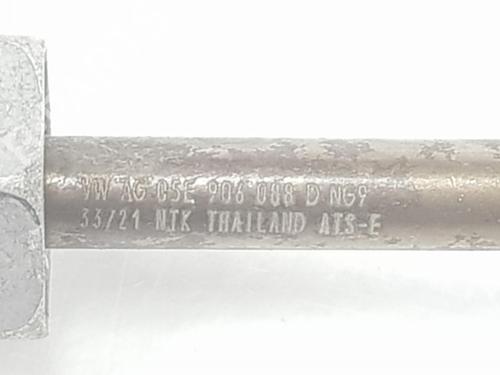 VW AG 05E 906 088 D NG9
33/21 NTK THAILAND ATS-E